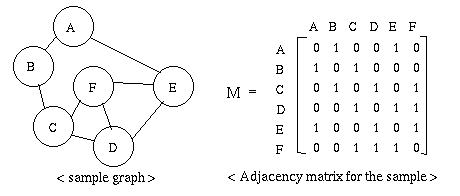 A
B
F
E
C
D
< sample graph >
A B C D E F
M =
A 0 1 0 0 1 0
B 1 0 1 0 0 0
C 0 1 0 1 0 1
D 0 0 1 0 1 1
E 1 0 0 1 0 1
F 0 0 1 1 1 0
< Adjacency matrix for the sample >